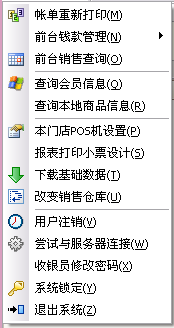 帐单重新打印(M)
前台钱款管理(N)
前台销售查询(O)
查询会员信息(Q)
查询本地商品信息(R)
本门店POS机设置(P)
报表打印小票设计(S)
下载基础数据(T)
改变销售仓库(U)
用户注销(V)
尝试与服务器连接(W)
收银员修改密码(X)
系统锁定(Y)
退出系统(Z)